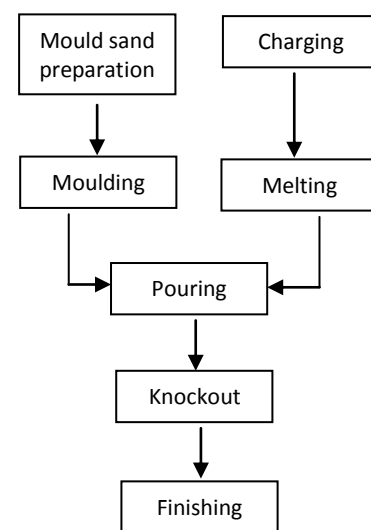 Mould sand
preparation
Charging
Moulding
Melting
Pouring
Knockout
Finishing